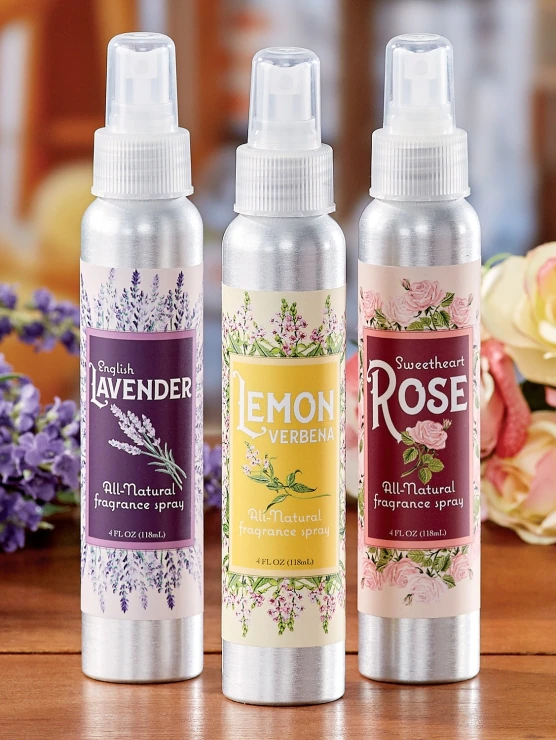 English
LAVENDER
All-Natural
fragrance spray
4 FL OZ (118mL)
LEMON
VERBENA
All-Natural
fragrance spray
4 FL OZ (118mL)
Sweetheart
ROSE
All-Natural
fragrance spray
4 FL OZ (118mL)